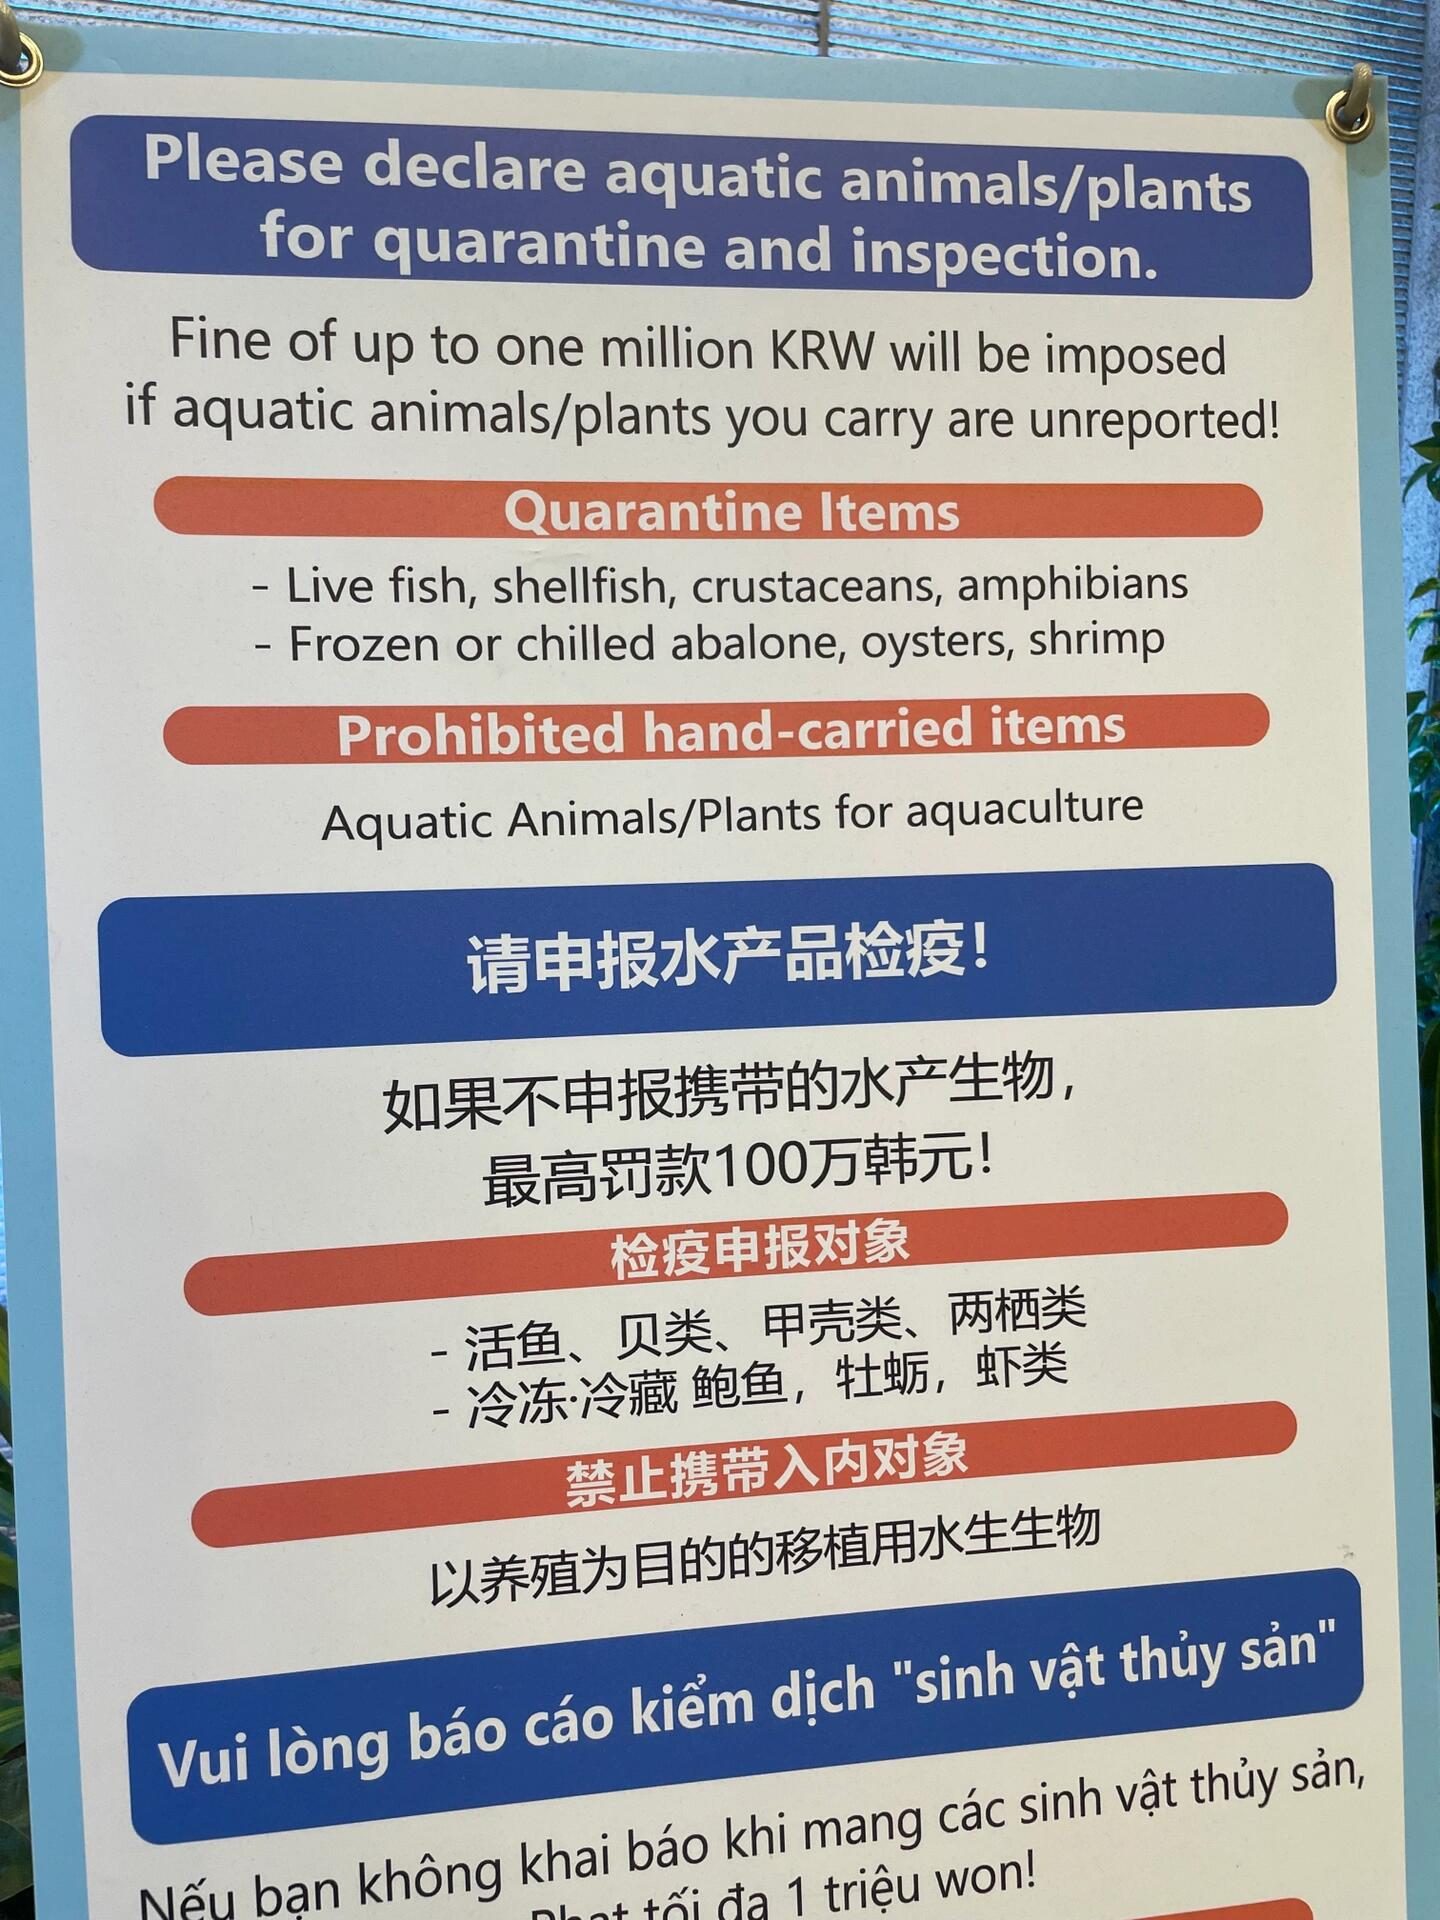 Please declare aquatic animals/plants
for quarantine and inspection.
Fine of up to one million KRW will be imposed
if aquatic animals/plants you carry are unreported!
Quarantine Items
- Live fish, shellfish, crustaceans, amphibians
- Frozen or chilled abalone, oysters, shrimp
Prohibited hand-carried items
Aquatic Animals/Plants for aquaculture
请申报水产品检疫!
如果不申报携带的水产生物,
最高罚款100万韩元!
检疫申报对象
- 活鱼、贝类、甲壳类、两栖类
- 冷冻·冷藏 鲍鱼, 牡蛎, 虾类
禁止携带入内对象
以养殖为目的的移植用水生生物
Vui lòng báo cáo kiểm dịch "sinh vật thủy sản"
Nếu bạn không khai báo khi mang các sinh vật thủy sản,
Phạt tối đa 1 triệu won!